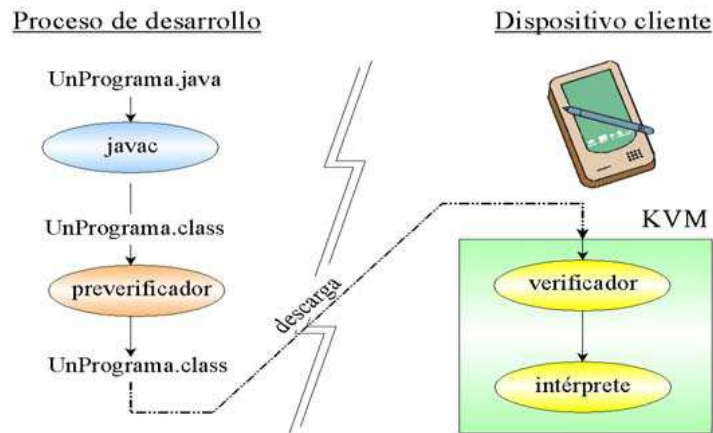 Proceso de desarrollo
UnPrograma.java
javac
UnPrograma.class
preverificador
UnPrograma.class
descarga
Dispositivo cliente
KVM
verificador
intérprete